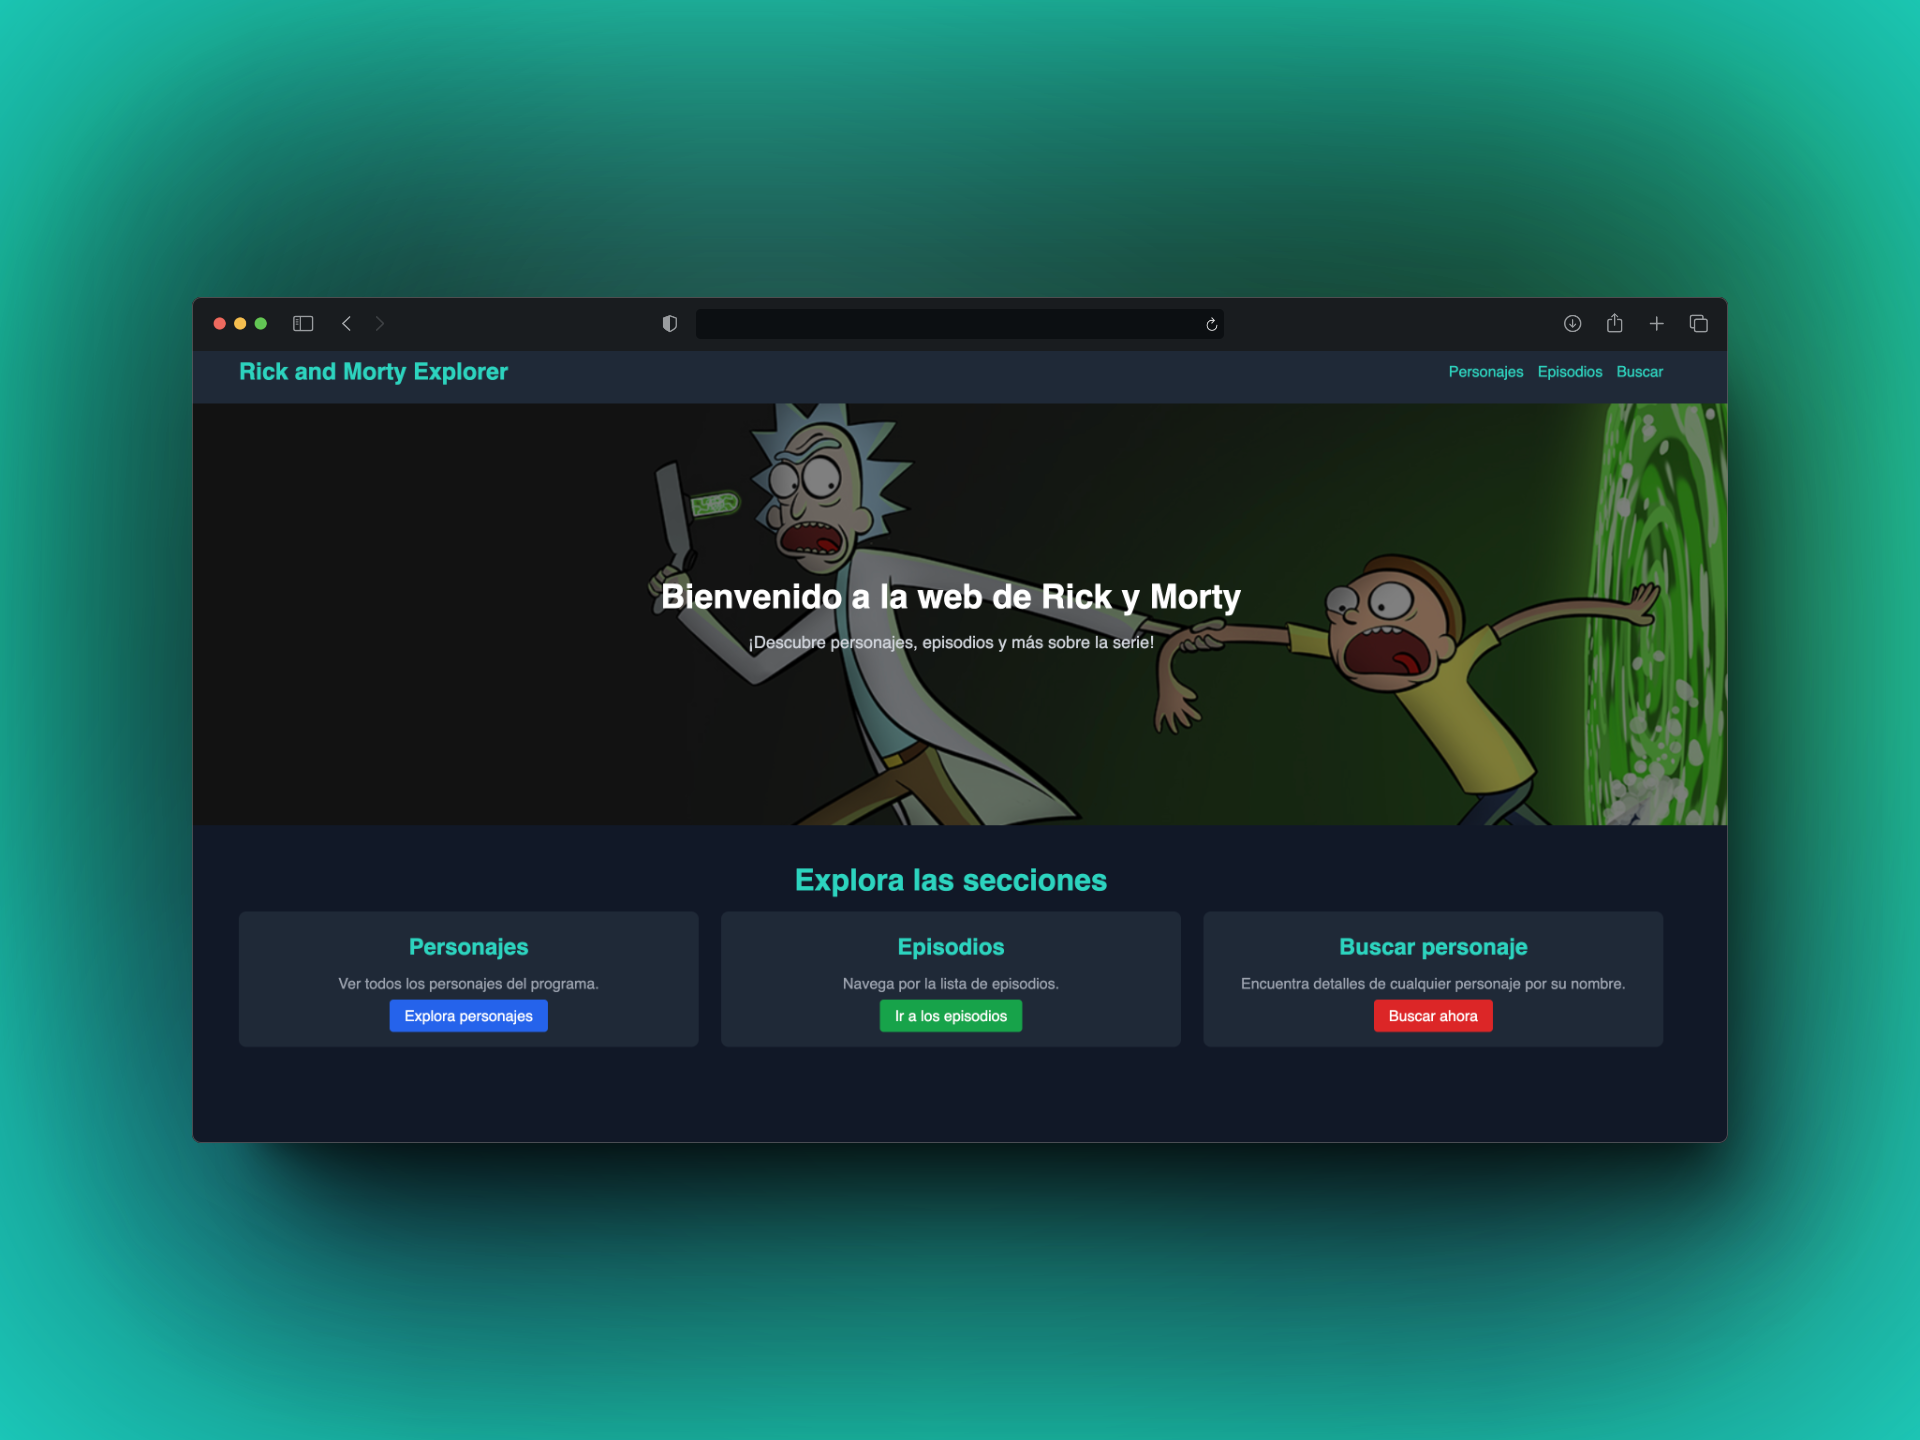 Rick and Morty Explorer
Personajes Episodios Buscar
Bienvenido a la web de Rick y Morty
¡Descubre personajes, episodios y más sobre la serie!
Explora las secciones
Personajes
Ver todos los personajes del programa.
Explora personajes
Episodios
Navega por la lista de episodios.
Ir a los episodios
Buscar personaje
Encuentra detalles de cualquier personaje por su nombre.
Buscar ahora